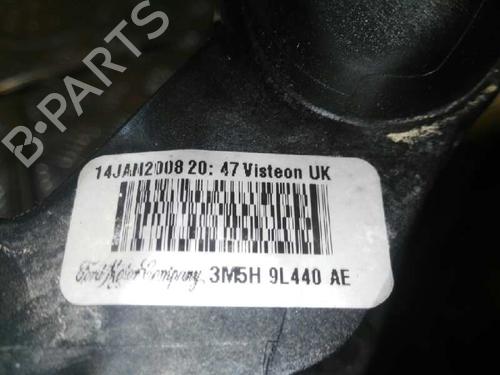 B-PARTS
14JAN2008 20: 47 Visteon UK
Ford Motor Company 3M5H 9L440 AE